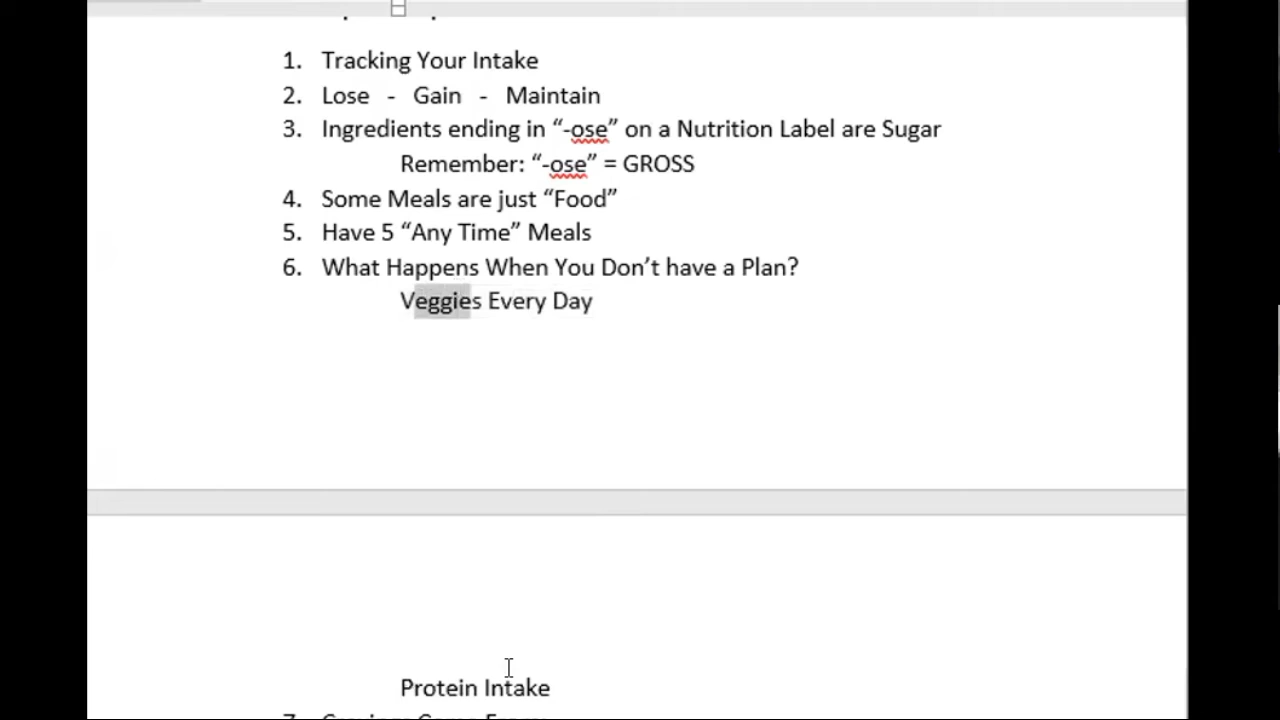 1. Tracking Your Intake
2. Lose - Gain - Maintain
3. Ingredients ending in “-ose” on a Nutrition Label are Sugar
Remember: “-ose” = GROSS
4. Some Meals are just “Food”
5. Have 5 “Any Time” Meals
6. What Happens When You Don’t have a Plan?
Veggies Every Day
Protein Intake